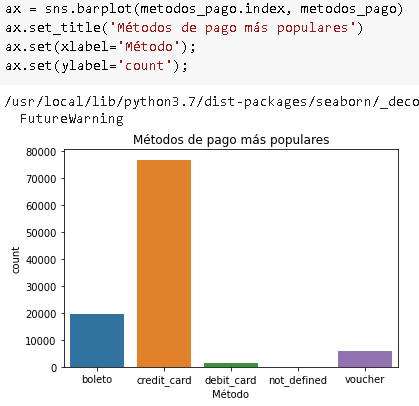 ax = sns.barplot(metodos_pago.index, metodos_pago)
ax.set_title('Métodos de pago más populares')
ax.set(xlabel='Método');
ax.set(ylabel='count');
/usr/local/lib/python3.7/dist-packages/seaborn/_deco
FutureWarning
Métodos de pago más populares
80000
70000
60000
50000
40000
30000
20000
10000
0
count
boleto credit_card debit_card not_defined voucher
Método